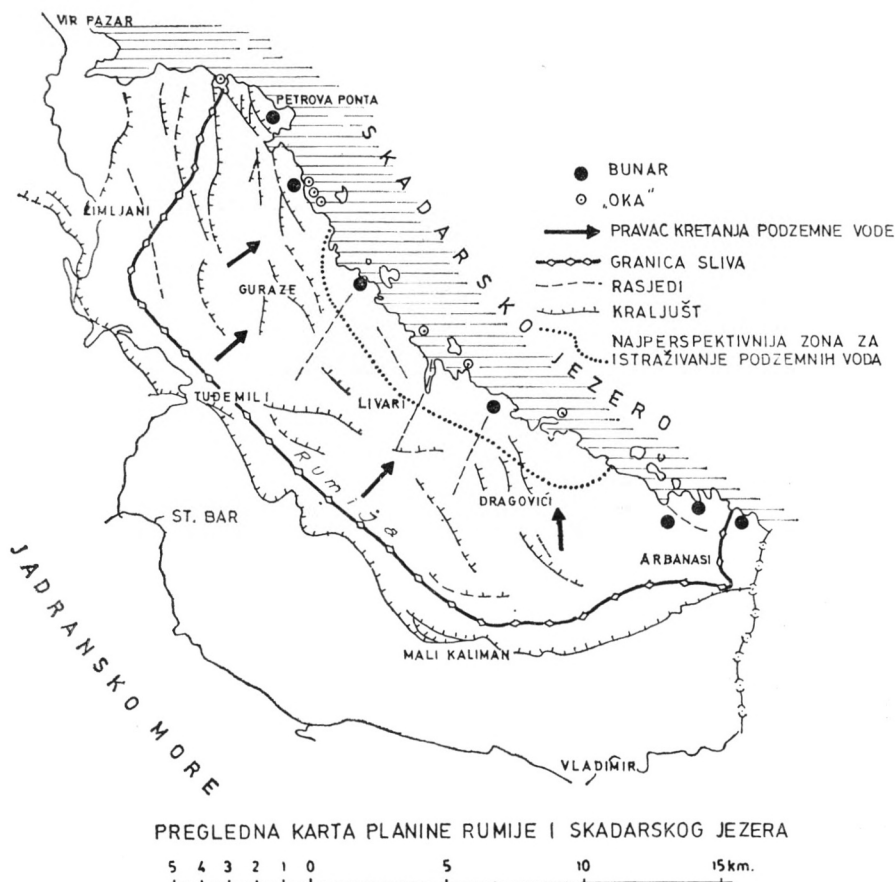 VIR PAZAR
PETROVA PONTA
SKADARSKO JEZERO
BUNAR
„OKA"
PRAVAC KRETANJA PODZEMNE VODE
GRANICA SLIVA
RASJEDI
KRALJUŠT
NAJPERSPEKTIVNIJA ZONA ZA
ISTRAŽIVANJE PODZEMNIH VODA
LIMLJANI
GURAZE
TUĐEMILI
LIVARI
Rumija
DRAGOVIĆI
ST. BAR
ARBANASI
MALI KALIMAN
JADRANSKO MORE
VLADIMIR
PREGLEDNA KARTA PLANINE RUMIJE I SKADARSKOG JEZERA
5 4 3 2 1 0 5 10 15 km.